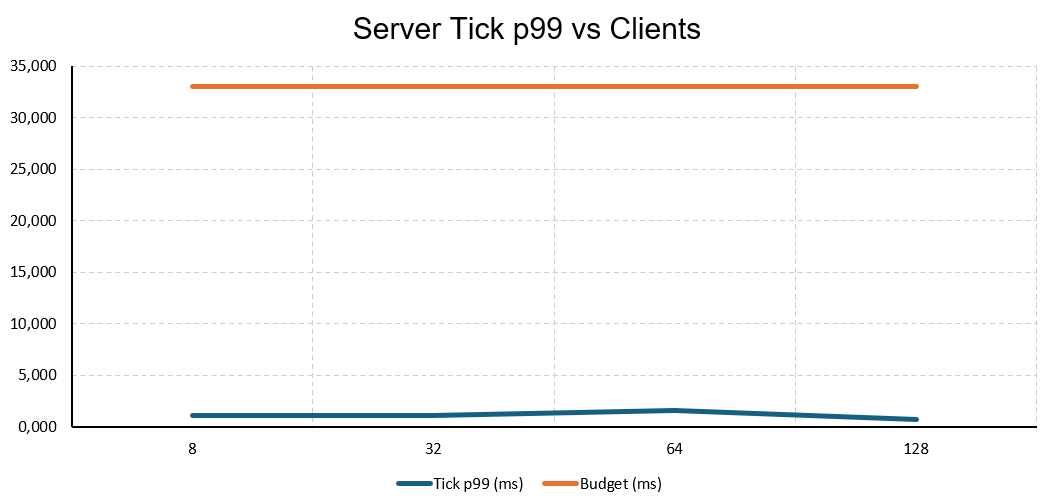 Server Tick p99 vs Clients
35,000
30,000
25,000
20,000
15,000
10,000
5,000
0,000
8 32 64 128
Tick p99 (ms) Budget (ms)